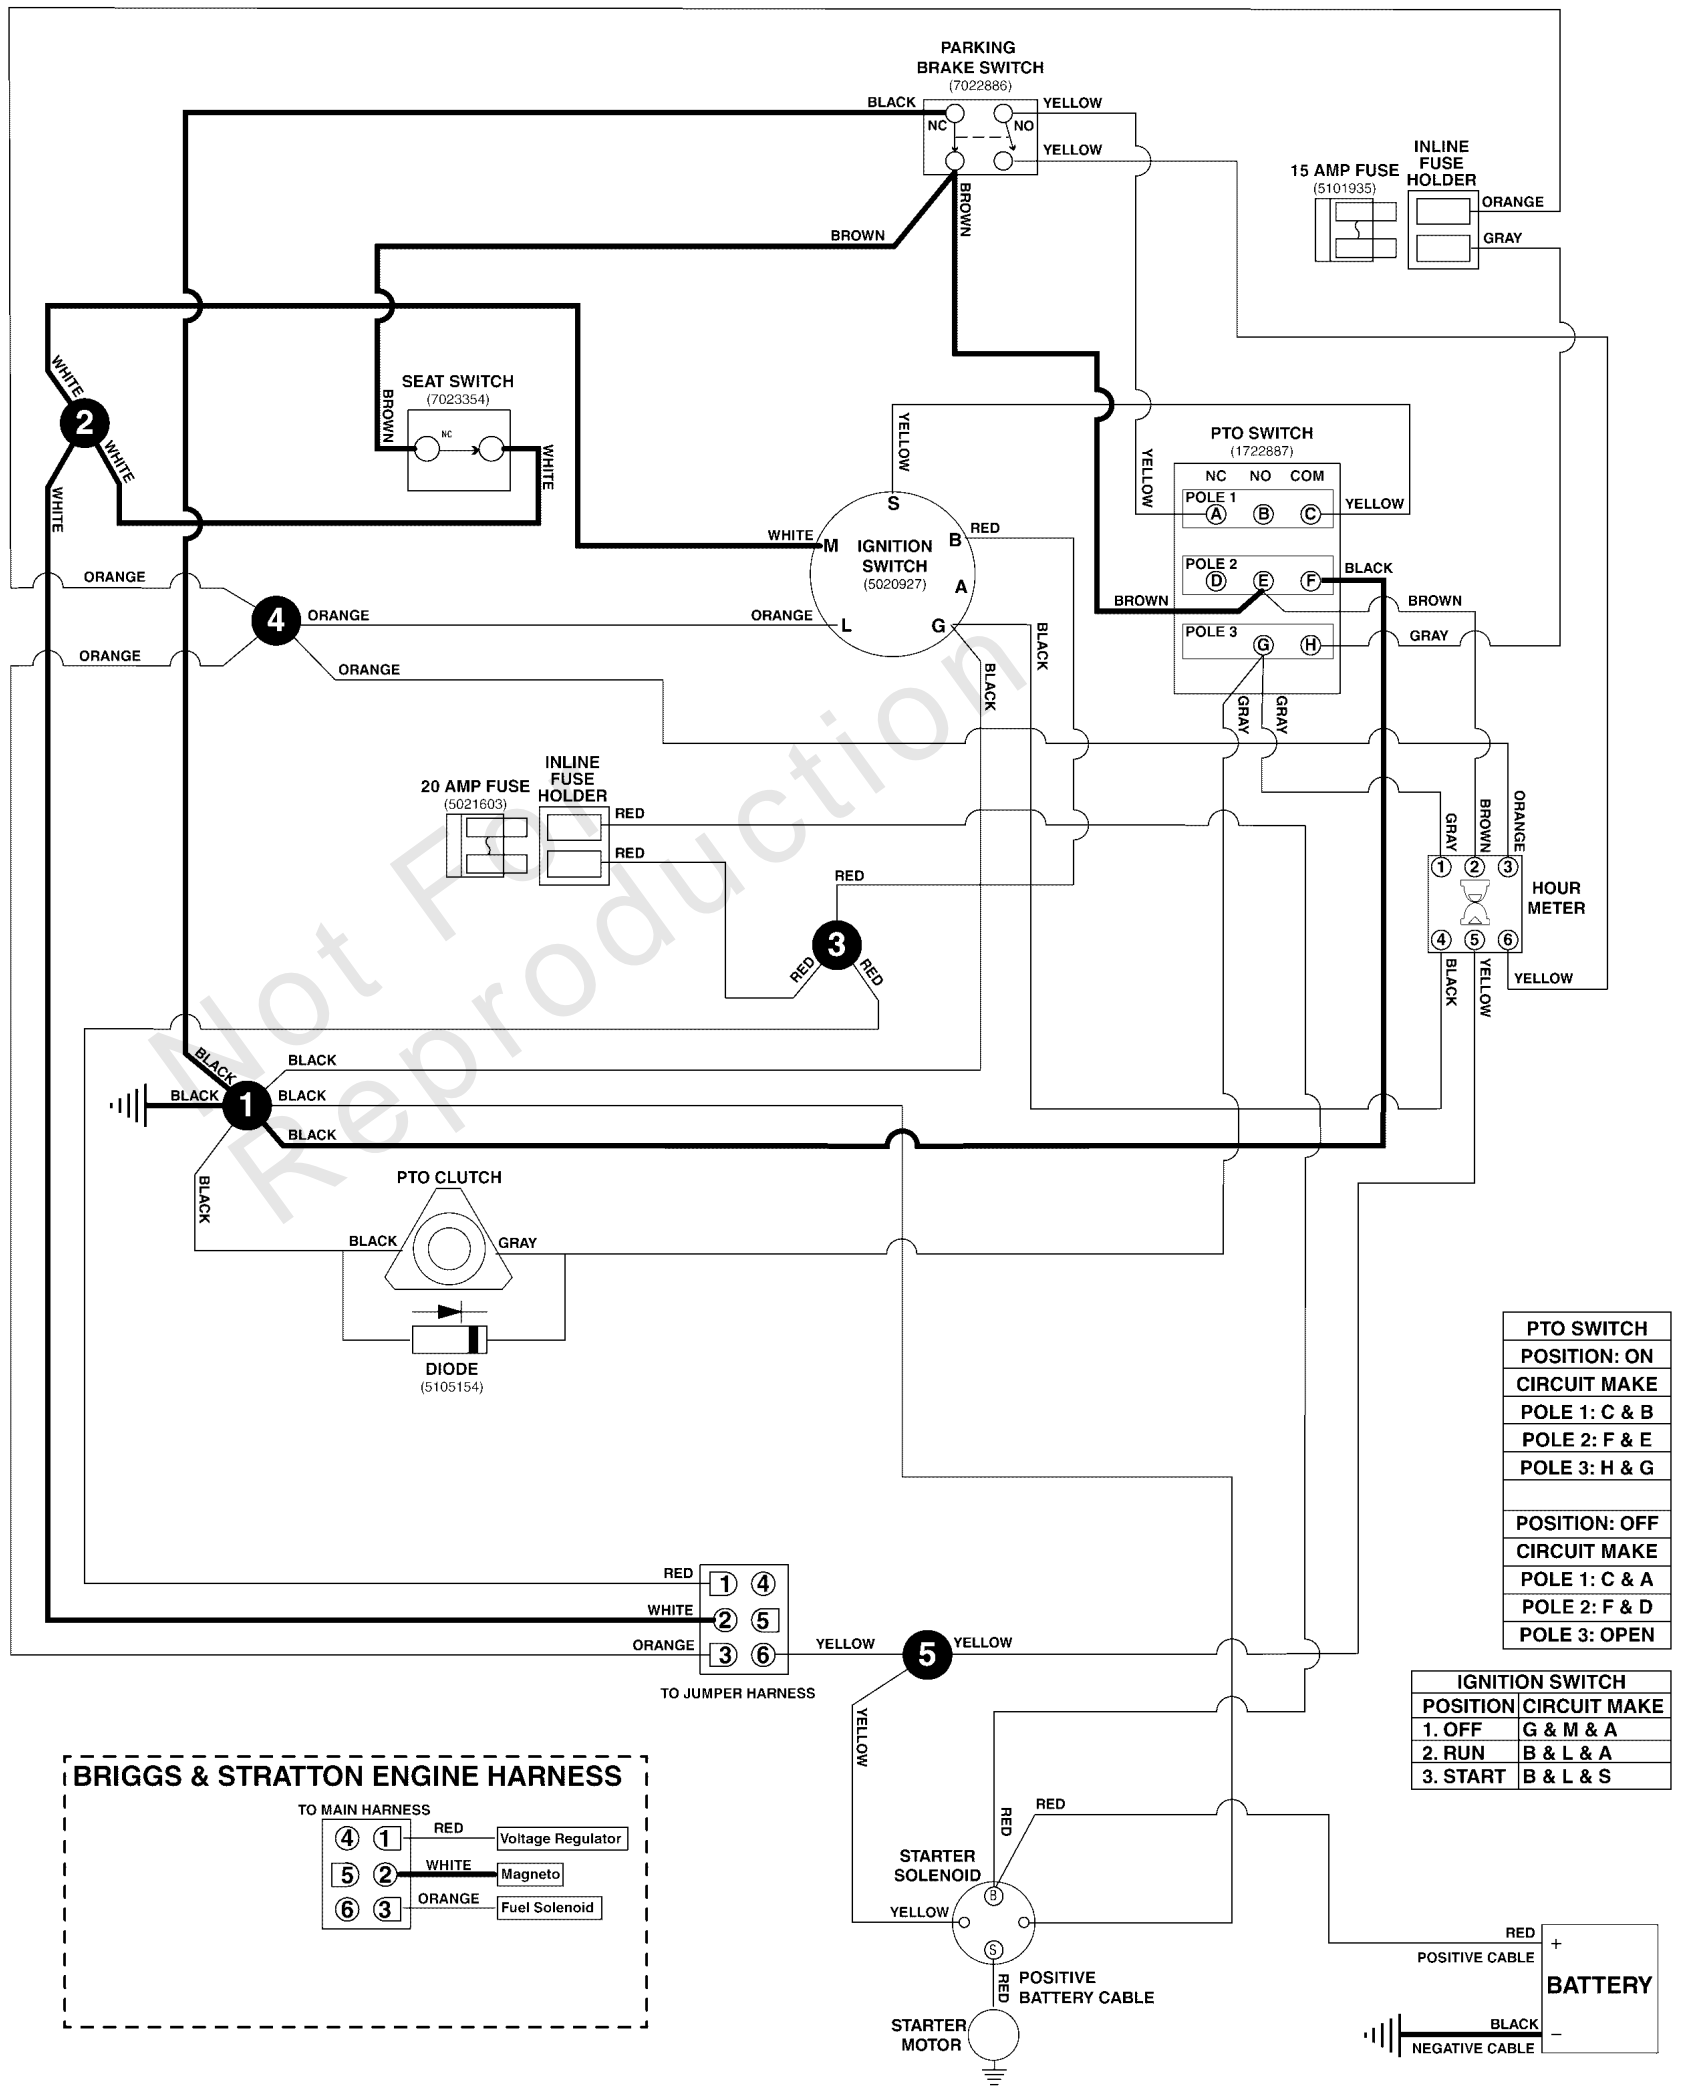 PARKING
BRAKE SWITCH
(7022886)
BLACK
YELLOW
NC
NO
YELLOW
BROWN
BROWN
15 AMP FUSE
(5101935)
INLINE
FUSE
HOLDER
ORANGE
GRAY
WHITE
2
WHITE
WHITE
SEAT SWITCH
(7023354)
BROWN
NC
WHITE
YELLOW
S
WHITE
M
IGNITION
SWITCH
(5020927)
B
RED
A
ORANGE
L
G
BLACK
BLACK
PTO SWITCH
(1722887)
NC NO COM
YELLOW
POLE 1
A B C
YELLOW
POLE 2
D E F
BLACK
BROWN
BROWN
POLE 3
G H
GRAY
GRAY
GRAY
ORANGE
4
ORANGE
ORANGE
ORANGE
20 AMP FUSE
(5021603)
INLINE
FUSE
HOLDER
RED
RED
RED
3
RED
RED
GRAY
BROWN
ORANGE
1 2 3
HOUR
METER
4 5 6
BLACK
YELLOW
YELLOW
BLACK
BLACK
BLACK
1
BLACK
BLACK
BLACK
Not For
Reproduction
PTO CLUTCH
BLACK
GRAY
DIODE
(5105154)
PTO SWITCH
POSITION: ON
CIRCUIT MAKE
POLE 1: C & B
POLE 2: F & E
POLE 3: H & G
POSITION: OFF
CIRCUIT MAKE
POLE 1: C & A
POLE 2: F & D
POLE 3: OPEN
IGNITION SWITCH
POSITION CIRCUIT MAKE
1. OFF G & M & A
2. RUN B & L & A
3. START B & L & S
RED
1 4
WHITE
2 5
ORANGE
3 6
YELLOW
5
YELLOW
TO JUMPER HARNESS
YELLOW
BRIGGS & STRATTON ENGINE HARNESS
TO MAIN HARNESS
4 1
RED
Voltage Regulator
5 2
WHITE
Magneto
6 3
ORANGE
Fuel Solenoid
RED
RED
STARTER
SOLENOID
B
YELLOW
S
RED
POSITIVE
BATTERY CABLE
STARTER
MOTOR
RED
+
POSITIVE CABLE
BATTERY
BLACK
–
NEGATIVE CABLE